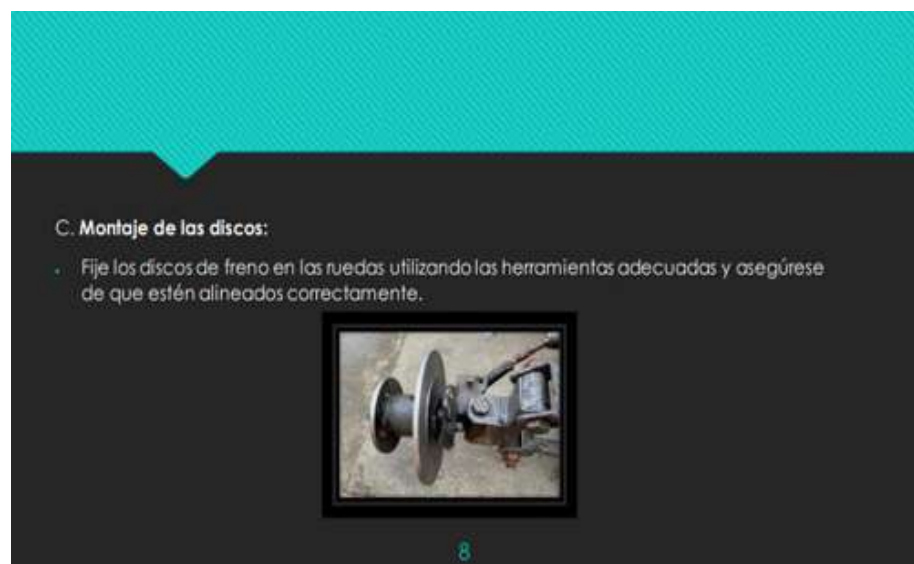 C. Montaje de las discos:
Fije los discos de freno en las ruedas utilizando las herramientas adecuadas y asegúrese
de que estén alineados correctamente.
8